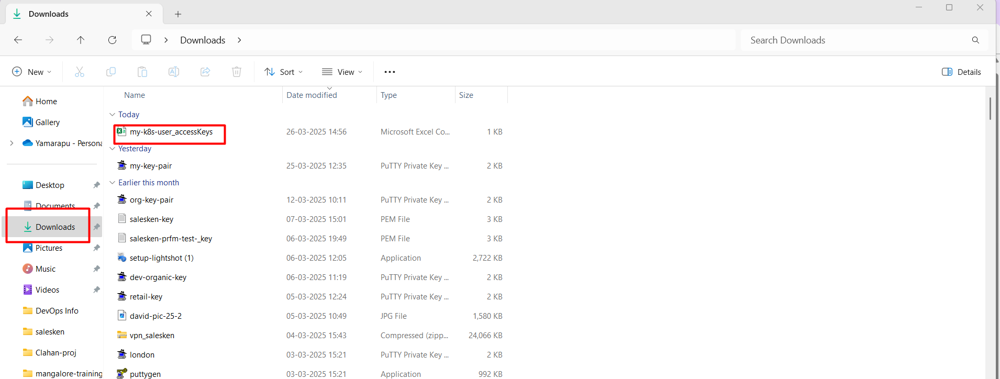 Downloads
Downloads
Search Downloads
New
Sort
View
Details
Home
Gallery
Yamarapu - Persona
Desktop
Documents
Downloads
Pictures
Music
Videos
DevOps Info
salesken
Clahan-proj
mangalore-training
Name Date modified Type Size
Today
my-k8s-user_accessKeys 26-03-2025 14:56 Microsoft Excel Co... 1 KB
Yesterday
my-key-pair 25-03-2025 12:35 PuTTY Private Key ... 2 KB
Earlier this month
org-key-pair 12-03-2025 10:11 PuTTY Private Key ... 2 KB
salesken-key 07-03-2025 15:01 PEM File 3 KB
salesken-prfm-test-_key 06-03-2025 19:49 PEM File 3 KB
setup-lightshot (1) 06-03-2025 12:05 Application 2,722 KB
dev-organic-key 06-03-2025 11:19 PuTTY Private Key ... 2 KB
retail-key 05-03-2025 12:24 PuTTY Private Key ... 2 KB
david-pic-25-2 05-03-2025 10:49 JPG File 1,580 KB
vpn_salesken 04-03-2025 15:43 Compressed (zipp... 24,066 KB
london 03-03-2025 15:21 PuTTY Private Key ... 2 KB
puttygen 03-03-2025 15:21 Application 992 KB